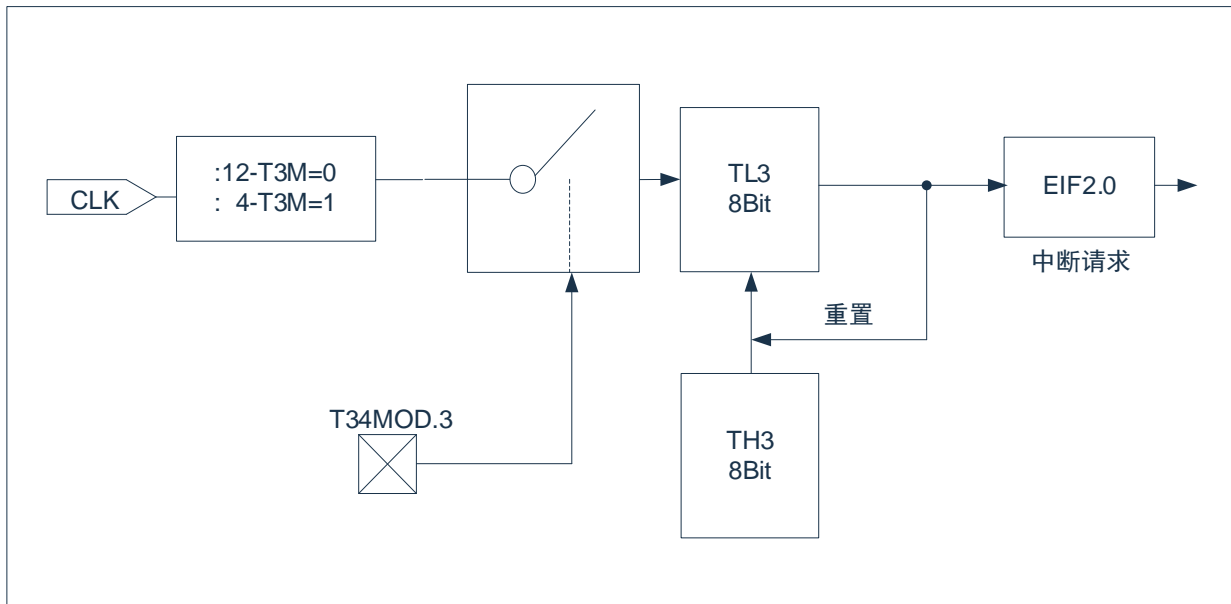 CLK
:12-T3M=0
: 4-T3M=1
TL3
8Bit
EIF2.0
中断请求
重置
T34MOD.3
TH3
8Bit